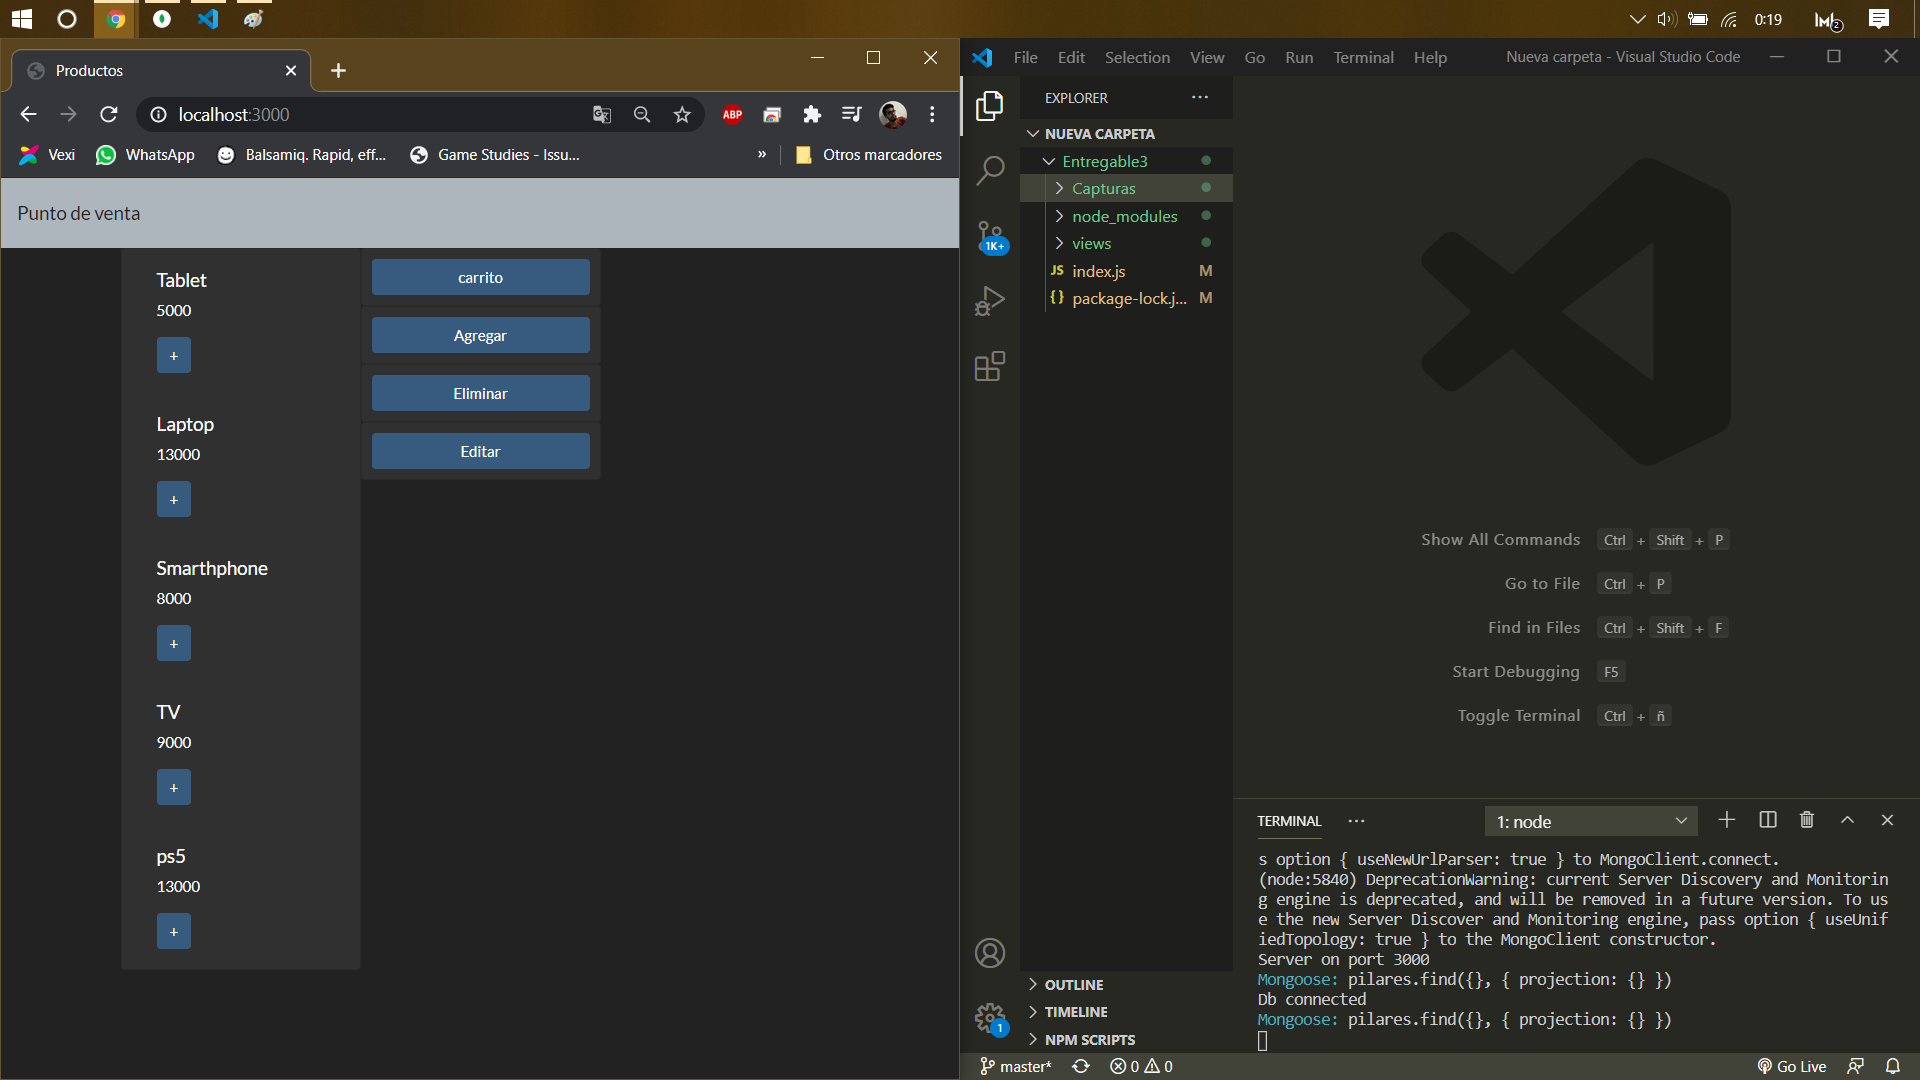 0:19
2
Productos
localhost:3000
ABP
Vexi
WhatsApp
Balsamiq. Rapid, eff...
Game Studies - Issu...
»
Otros marcadores
Punto de venta
Tablet
5000
+
Laptop
13000
+
Smarthphone
8000
+
TV
9000
+
ps5
13000
+
carrito
Agregar
Eliminar
Editar
File Edit Selection View Go Run Terminal Help
Nueva carpeta - Visual Studio Code
EXPLORER
NUEVA CARPETA
Entregable3
Capturas
node_modules
views
JS index.js M
{} package-lock.j... M
1K+
1
OUTLINE
TIMELINE
NPM SCRIPTS
Show All Commands Ctrl + Shift + P
Go to File Ctrl + P
Find in Files Ctrl + Shift + F
Start Debugging F5
Toggle Terminal Ctrl + ñ
TERMINAL
1: node
s option { useNewUrlParser: true } to MongoClient.connect.
(node:5840) DeprecationWarning: current Server Discovery and Monitorin
g engine is deprecated, and will be removed in a future version. To us
e the new Server Discover and Monitoring engine, pass option { useUnif
iedTopology: true } to the MongoClient constructor.
Server on port 3000
Mongoose: pilares.find({}, { projection: {} })
Db connected
Mongoose: pilares.find({}, { projection: {} })
master*
0 0
Go Live